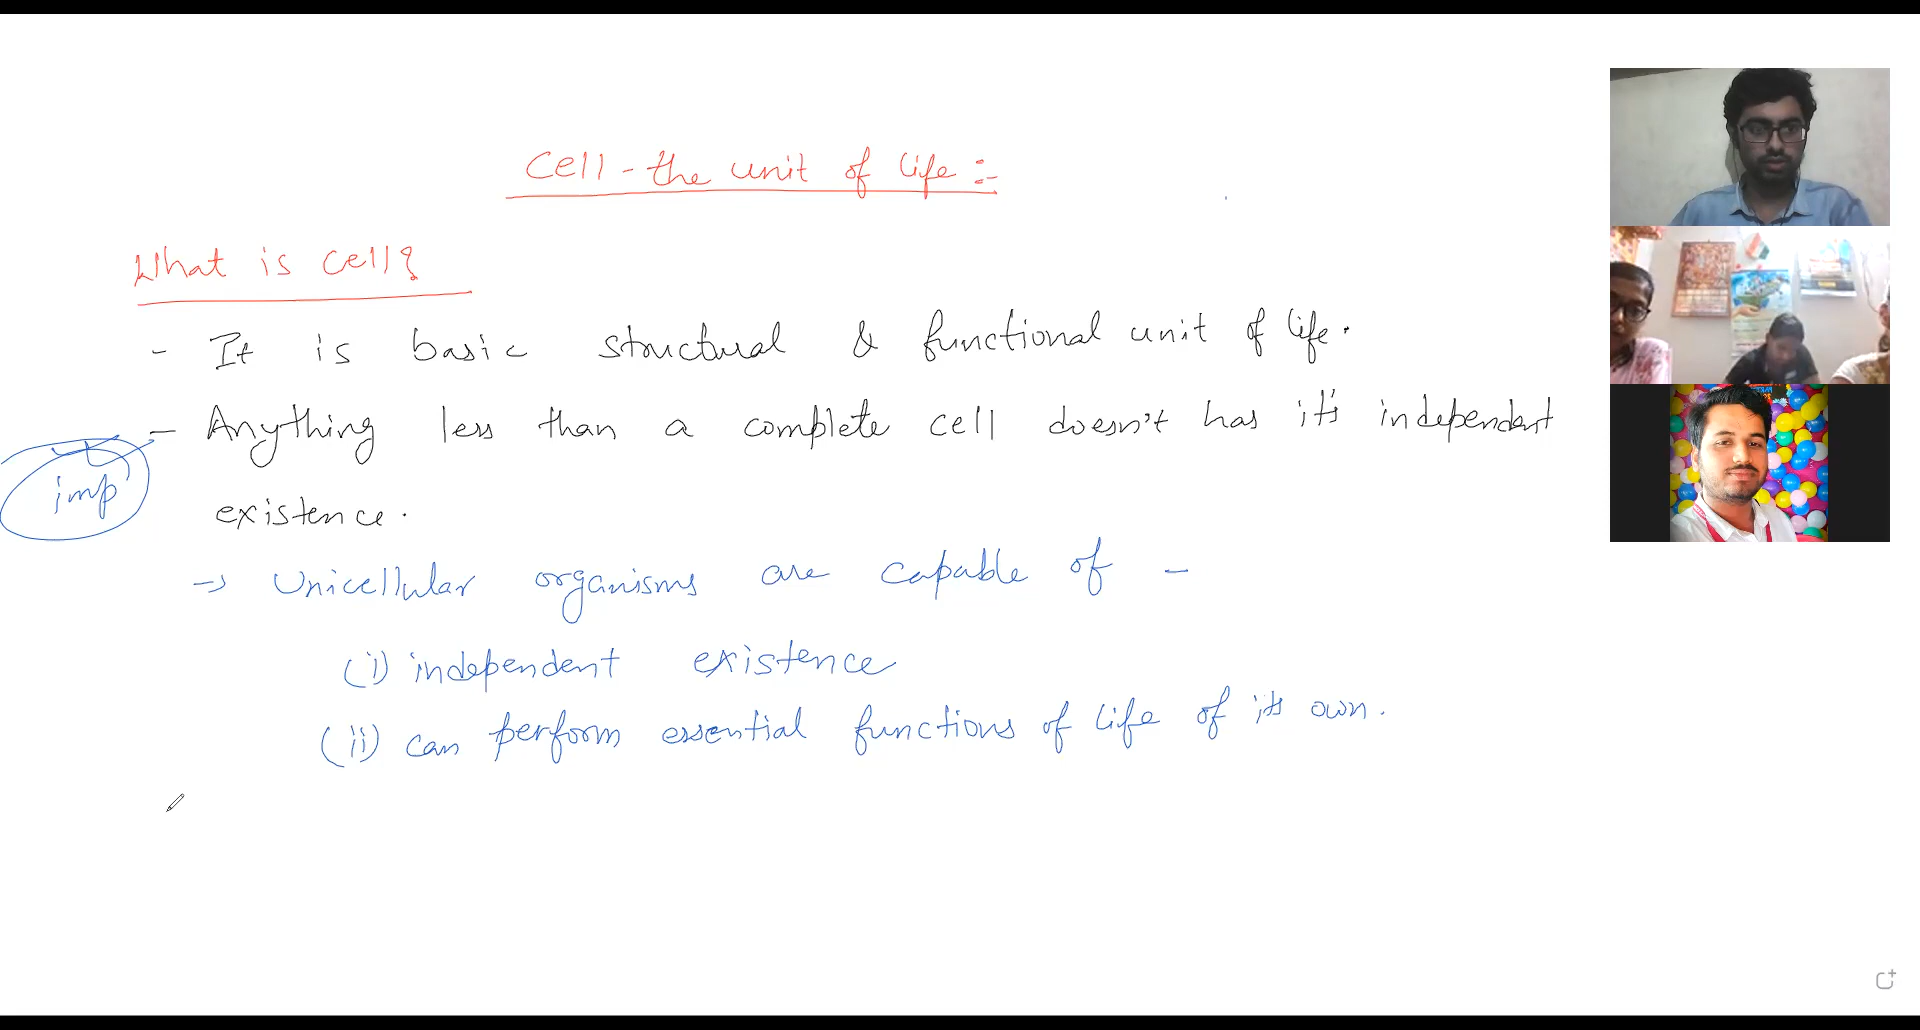 Cell - the unit of life :-
What is cell?
- It is basic structural & functional unit of life.
- Anything less than a complete cell doesn't has it's independent
imp
existence.
→ Unicellular organisms are capable of -
(i) independent existence
(ii) can perform essential functions of life of its own.